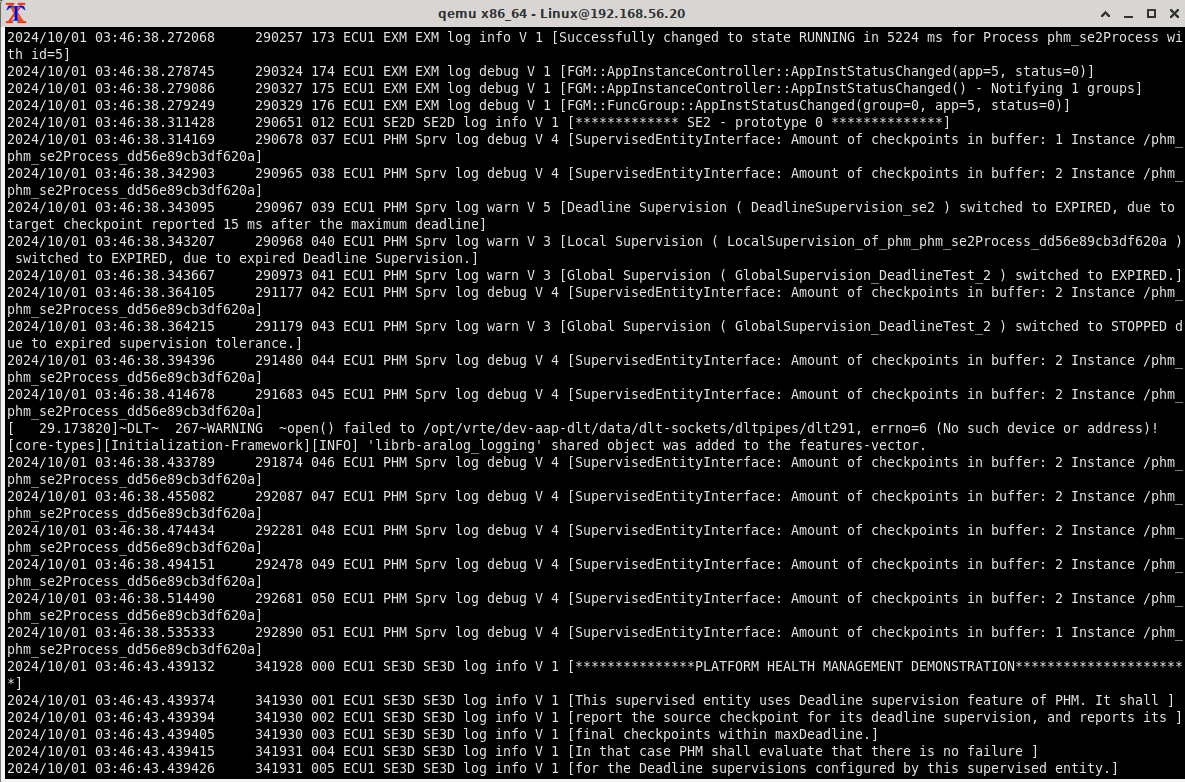 qemu x86_64 - Linux@192.168.56.20
2024/10/01 03:46:38.272068     290257 173 ECU1 EXM EXM log info V 1 [Successfully changed to state RUNNING in 5224 ms for Process phm_se2Process wi
th id=5]
2024/10/01 03:46:38.278745     290324 174 ECU1 EXM EXM log debug V 1 [FGM::AppInstanceController::AppInstStatusChanged(app=5, status=0)]
2024/10/01 03:46:38.279086     290327 175 ECU1 EXM EXM log debug V 1 [FGM::AppInstanceController::AppInstStatusChanged() - Notifying 1 groups]
2024/10/01 03:46:38.279249     290329 176 ECU1 EXM EXM log debug V 1 [FGM::FuncGroup::AppInstStatusChanged(group=0, app=5, status=0)]
2024/10/01 03:46:38.311428     290651 012 ECU1 SE2D SE2D log info V 1 [************* SE2 - prototype 0 **************]
2024/10/01 03:46:38.314169     290678 037 ECU1 PHM Sprv log debug V 4 [SupervisedEntityInterface: Amount of checkpoints in buffer: 1 Instance /phm_
phm_se2Process_dd56e89cb3df620a]
2024/10/01 03:46:38.342903     290965 038 ECU1 PHM Sprv log debug V 4 [SupervisedEntityInterface: Amount of checkpoints in buffer: 2 Instance /phm_
phm_se2Process_dd56e89cb3df620a]
2024/10/01 03:46:38.343095     290967 039 ECU1 PHM Sprv log warn V 5 [Deadline Supervision ( DeadlineSupervision_se2 ) switched to EXPIRED, due to
target checkpoint reported 15 ms after the maximum deadline]
2024/10/01 03:46:38.343207     290968 040 ECU1 PHM Sprv log warn V 3 [Local Supervision ( LocalSupervision_of_phm_phm_se2Process_dd56e89cb3df620a )
 switched to EXPIRED, due to expired Deadline Supervision.]
2024/10/01 03:46:38.343667     290973 041 ECU1 PHM Sprv log warn V 3 [Global Supervision ( GlobalSupervision_DeadlineTest_2 ) switched to EXPIRED.]
2024/10/01 03:46:38.364105     291177 042 ECU1 PHM Sprv log debug V 4 [SupervisedEntityInterface: Amount of checkpoints in buffer: 2 Instance /phm_
phm_se2Process_dd56e89cb3df620a]
2024/10/01 03:46:38.364215     291179 043 ECU1 PHM Sprv log warn V 3 [Global Supervision ( GlobalSupervision_DeadlineTest_2 ) switched to STOPPED d
ue to expired supervision tolerance.]
2024/10/01 03:46:38.394396     291480 044 ECU1 PHM Sprv log debug V 4 [SupervisedEntityInterface: Amount of checkpoints in buffer: 2 Instance /phm_
phm_se2Process_dd56e89cb3df620a]
2024/10/01 03:46:38.414678     291683 045 ECU1 PHM Sprv log debug V 4 [SupervisedEntityInterface: Amount of checkpoints in buffer: 2 Instance /phm_
phm_se2Process_dd56e89cb3df620a]
[   29.173820]~DLT~  267~WARNING  ~open() failed to /opt/vrte/dev-aap-dlt/data/dlt-sockets/dltpipes/dlt291, errno=6 (No such device or address)!
[core-types][Initialization-Framework][INFO] 'librb-aralog_logging' shared object was added to the features-vector.
2024/10/01 03:46:38.433789     291874 046 ECU1 PHM Sprv log debug V 4 [SupervisedEntityInterface: Amount of checkpoints in buffer: 2 Instance /phm_
phm_se2Process_dd56e89cb3df620a]
2024/10/01 03:46:38.455082     292087 047 ECU1 PHM Sprv log debug V 4 [SupervisedEntityInterface: Amount of checkpoints in buffer: 2 Instance /phm_
phm_se2Process_dd56e89cb3df620a]
2024/10/01 03:46:38.474434     292281 048 ECU1 PHM Sprv log debug V 4 [SupervisedEntityInterface: Amount of checkpoints in buffer: 2 Instance /phm_
phm_se2Process_dd56e89cb3df620a]
2024/10/01 03:46:38.494151     292478 049 ECU1 PHM Sprv log debug V 4 [SupervisedEntityInterface: Amount of checkpoints in buffer: 2 Instance /phm_
phm_se2Process_dd56e89cb3df620a]
2024/10/01 03:46:38.514490     292681 050 ECU1 PHM Sprv log debug V 4 [SupervisedEntityInterface: Amount of checkpoints in buffer: 2 Instance /phm_
phm_se2Process_dd56e89cb3df620a]
2024/10/01 03:46:38.535333     292890 051 ECU1 PHM Sprv log debug V 4 [SupervisedEntityInterface: Amount of checkpoints in buffer: 1 Instance /phm_
phm_se2Process_dd56e89cb3df620a]
2024/10/01 03:46:43.439132     341928 000 ECU1 SE3D SE3D log info V 1 [***************PLATFORM HEALTH MANAGEMENT DEMONSTRATION*********************
*]
2024/10/01 03:46:43.439374     341930 001 ECU1 SE3D SE3D log info V 1 [This supervised entity uses Deadline supervision feature of PHM. It shall ]
2024/10/01 03:46:43.439394     341930 002 ECU1 SE3D SE3D log info V 1 [report the source checkpoint for its deadline supervision, and reports its ]
2024/10/01 03:46:43.439405     341930 003 ECU1 SE3D SE3D log info V 1 [final checkpoints within maxDeadline.]
2024/10/01 03:46:43.439415     341931 004 ECU1 SE3D SE3D log info V 1 [In that case PHM shall evaluate that there is no failure ]
2024/10/01 03:46:43.439426     341931 005 ECU1 SE3D SE3D log info V 1 [for the Deadline supervisions configured by this supervised entity.]